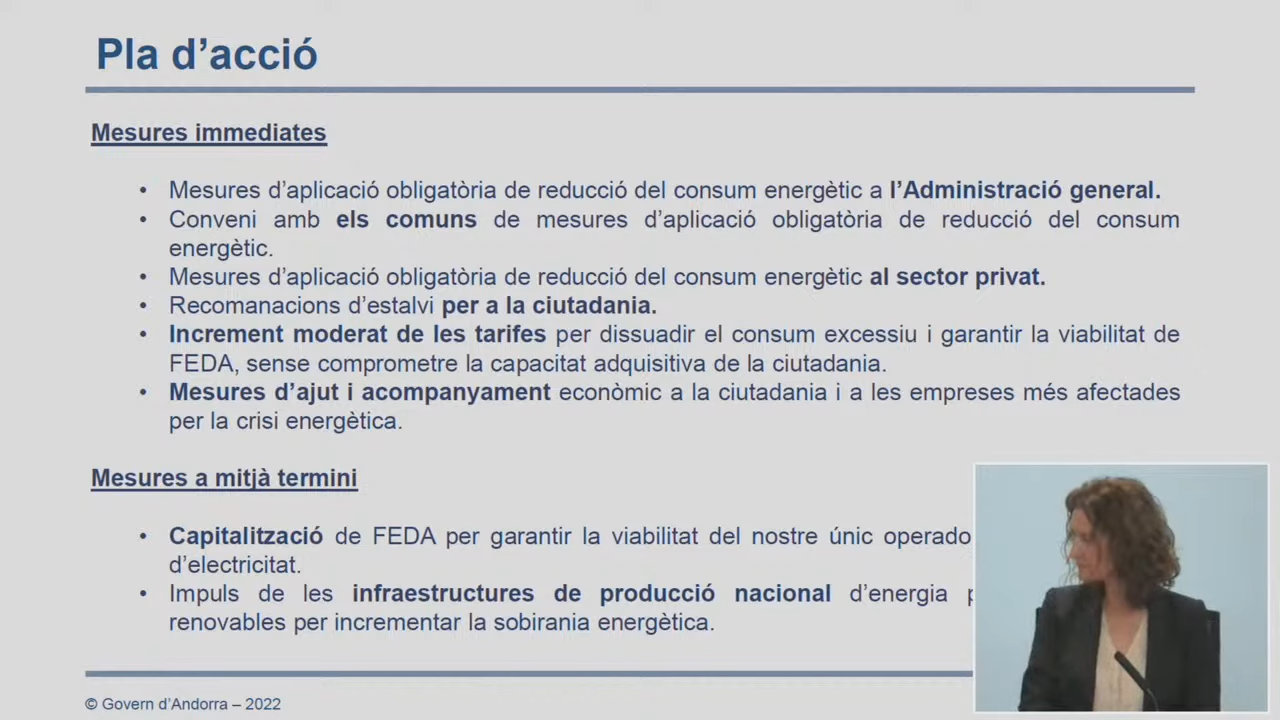 Pla d’acció
Mesures immediates
• Mesures d’aplicació obligatòria de reducció del consum energètic a l’Administració general.
• Conveni amb els comuns de mesures d’aplicació obligatòria de reducció del consum
energètic.
• Mesures d’aplicació obligatòria de reducció del consum energètic al sector privat.
• Recomanacions d’estalvi per a la ciutadania.
• Increment moderat de les tarifes per dissuadir el consum excessiu i garantir la viabilitat de
FEDA, sense comprometre la capacitat adquisitiva de la ciutadania.
• Mesures d’ajut i acompanyament econòmic a la ciutadania i a les empreses més afectades
per la crisi energètica.
Mesures a mitjà termini
• Capitalització de FEDA per garantir la viabilitat del nostre únic operado
d’electricitat.
• Impuls de les infraestructures de producció nacional d’energia
renovables per incrementar la sobirania energètica.
© Govern d’Andorra – 2022